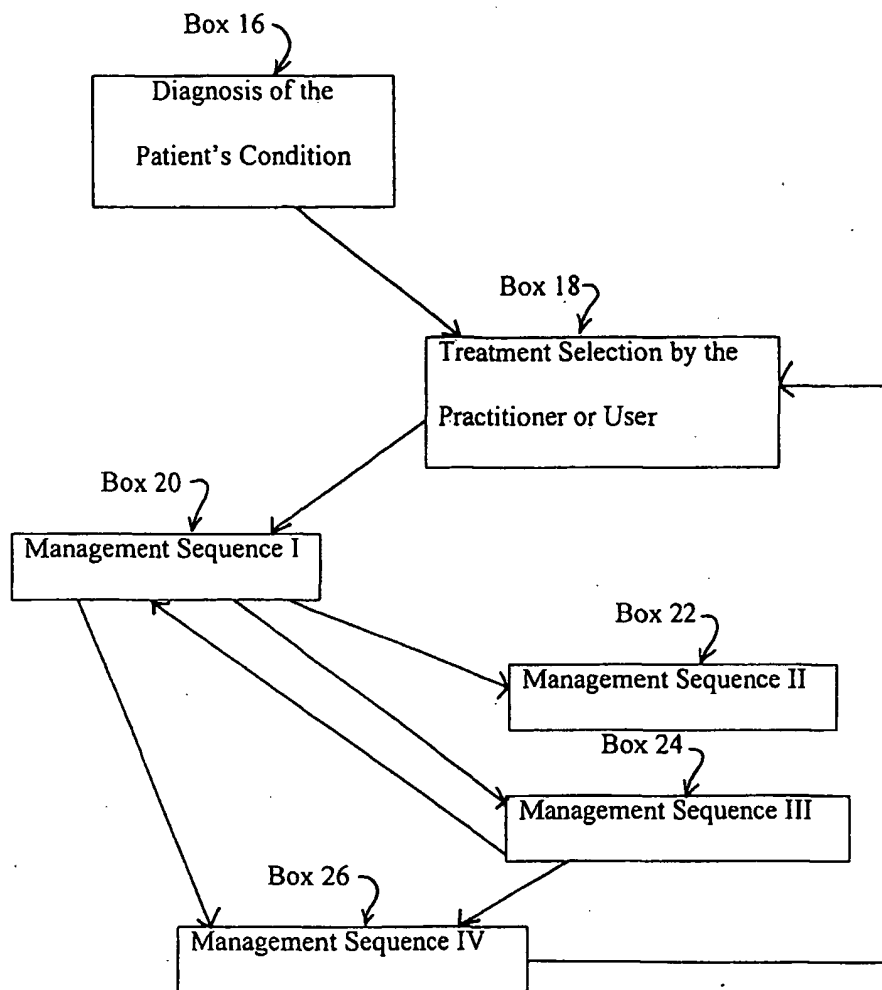 Box 16
Diagnosis of the
Patient's Condition
Box 18
Treatment Selection by the
Practitioner or User
Box 20
Management Sequence I
Box 22
Management Sequence II
Box 24
Management Sequence III
Box 26
Management Sequence IV